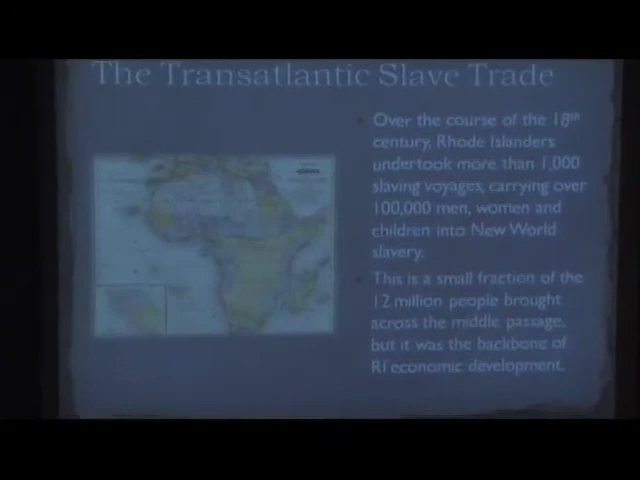 The Transatlantic Slave Trade
Over the course of the 18th
century, Rhode Islanders
undertook more than 1,000
slaving voyages, carrying over
100,000 men, women and
children into New World
slavery.
This is a small fraction of the
12 million people brought
across the middle passage,
but it was the backbone of
RI economic development.